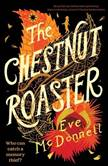 The
CHESTNUT
ROASTER
Eve
McDonnell
Who can
catch a
memory
thief?